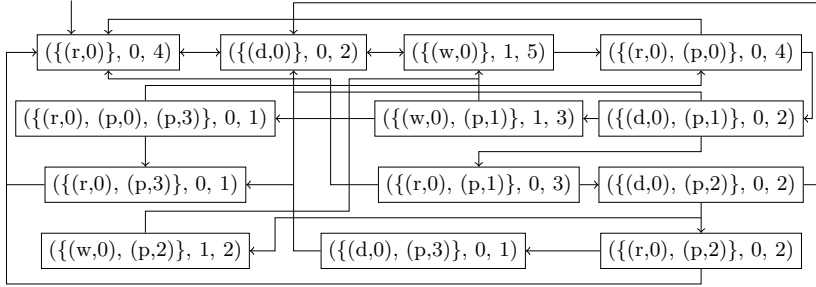 ({(r,0)}, 0, 4) ({(d,0)}, 0, 2) ({(w,0)}, 1, 5) ({(r,0), (p,0)}, 0, 4)
({(r,0), (p,0), (p,3)}, 0, 1) ({(w,0), (p,1)}, 1, 3) ({(d,0), (p,1)}, 0, 2)
({(r,0), (p,3)}, 0, 1) ({(r,0), (p,1)}, 0, 3) ({(d,0), (p,2)}, 0, 2)
({(w,0), (p,2)}, 1, 2) ({(d,0), (p,3)}, 0, 1) ({(r,0), (p,2)}, 0, 2)